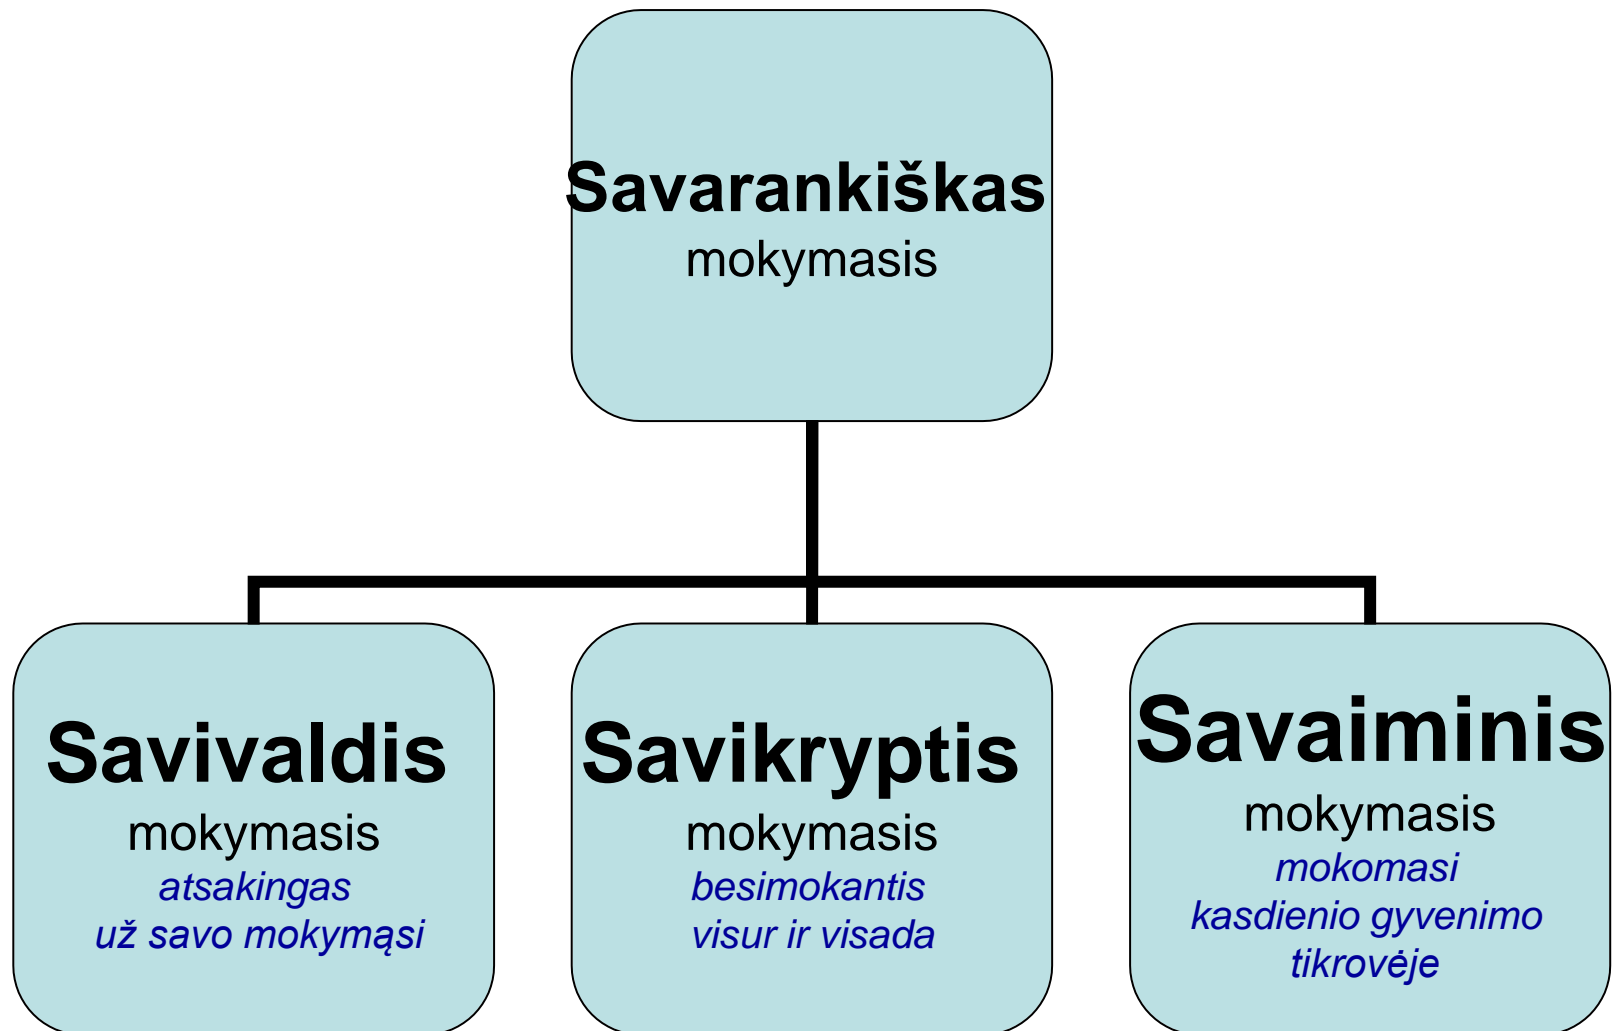 Savarankiškas
mokymasis
Savivaldis
mokymasis
atsakingas
už savo mokymąsi
Savikryptis
mokymasis
besimokantis
visur ir visada
Savaiminis
mokymasis
mokomasi
kasdienio gyvenimo
tikrovėje